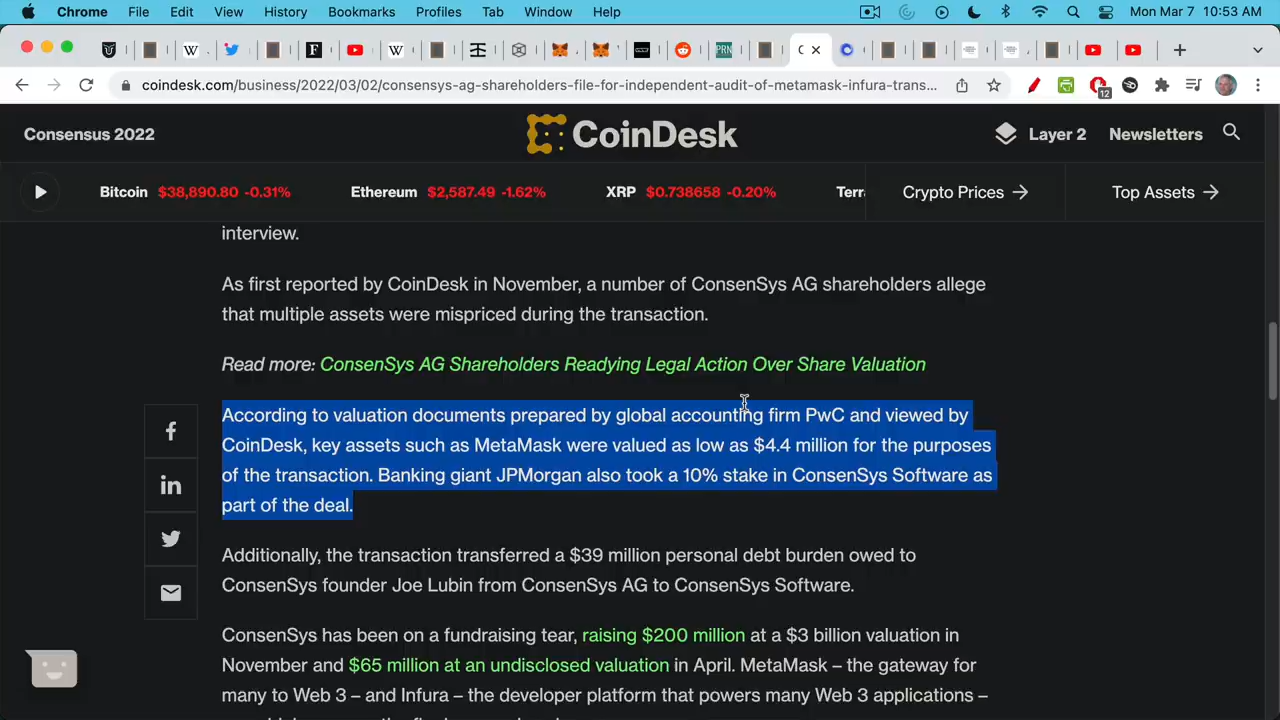 Chrome File Edit View History Bookmarks Profiles Tab Window Help Mon Mar 7 10:53 AM
coindesk.com/business/2022/03/02/consensys-ag-shareholders-file-for-independent-audit-of-metamask-infura-trans... 12
Consensus 2022 CoinDesk Layer 2 Newsletters
Bitcoin $38,890.80 -0.31% Ethereum $2,587.49 -1.62% XRP $0.738658 -0.20% Terr Crypto Prices → Top Assets →
interview.
As first reported by CoinDesk in November, a number of ConsenSys AG shareholders allege
that multiple assets were mispriced during the transaction.
Read more: ConsenSys AG Shareholders Readying Legal Action Over Share Valuation
According to valuation documents prepared by global accounting firm PwC and viewed by
CoinDesk, key assets such as MetaMask were valued as low as $4.4 million for the purposes
of the transaction. Banking giant JPMorgan also took a 10% stake in ConsenSys Software as
part of the deal.
Additionally, the transaction transferred a $39 million personal debt burden owed to
ConsenSys founder Joe Lubin from ConsenSys AG to ConsenSys Software.
ConsenSys has been on a fundraising tear, raising $200 million at a $3 billion valuation in
November and $65 million at an undisclosed valuation in April. MetaMask – the gateway for
many to Web 3 – and Infura – the developer platform that powers many Web 3 applications –